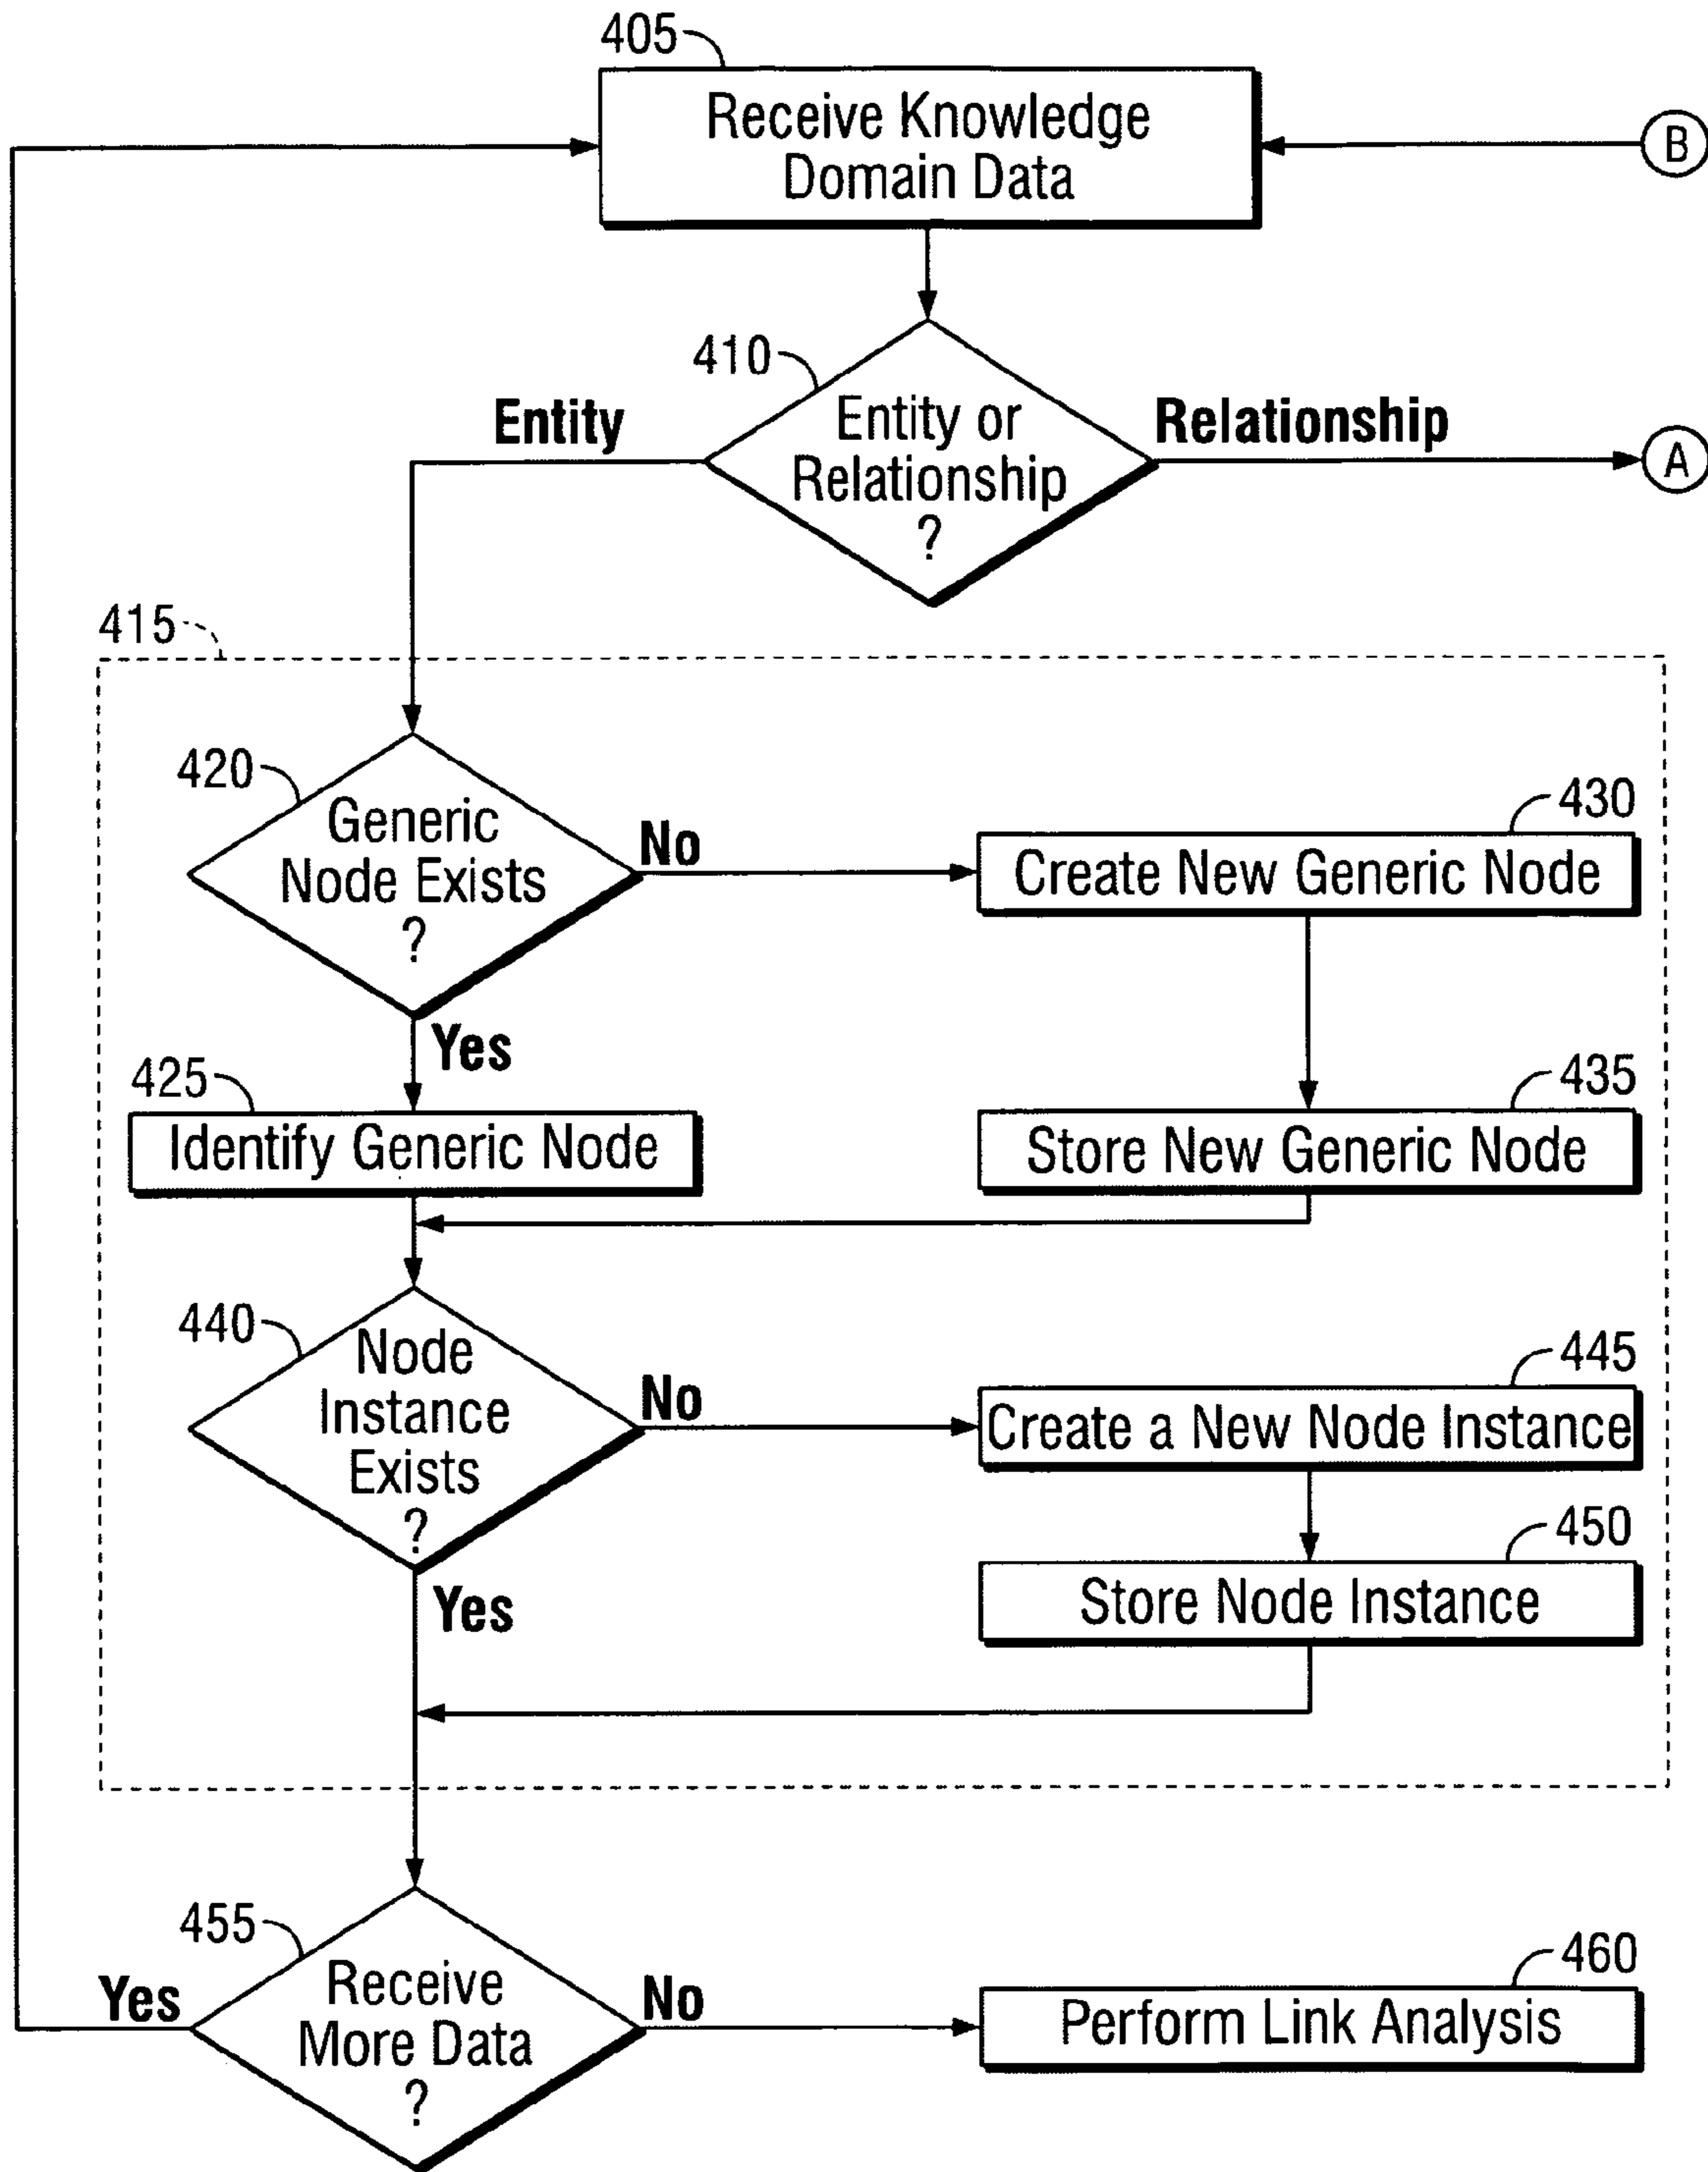 405
Receive Knowledge
Domain Data
B
410
Entity or
Relationship
?
Entity
Relationship
A
415
420
Generic
Node Exists
?
No
430
Create New Generic Node
Yes
425
Identify Generic Node
435
Store New Generic Node
440
Node
Instance
Exists
?
No
445
Create a New Node Instance
450
Store Node Instance
Yes
455
Receive
More Data
?
Yes
No
460
Perform Link Analysis